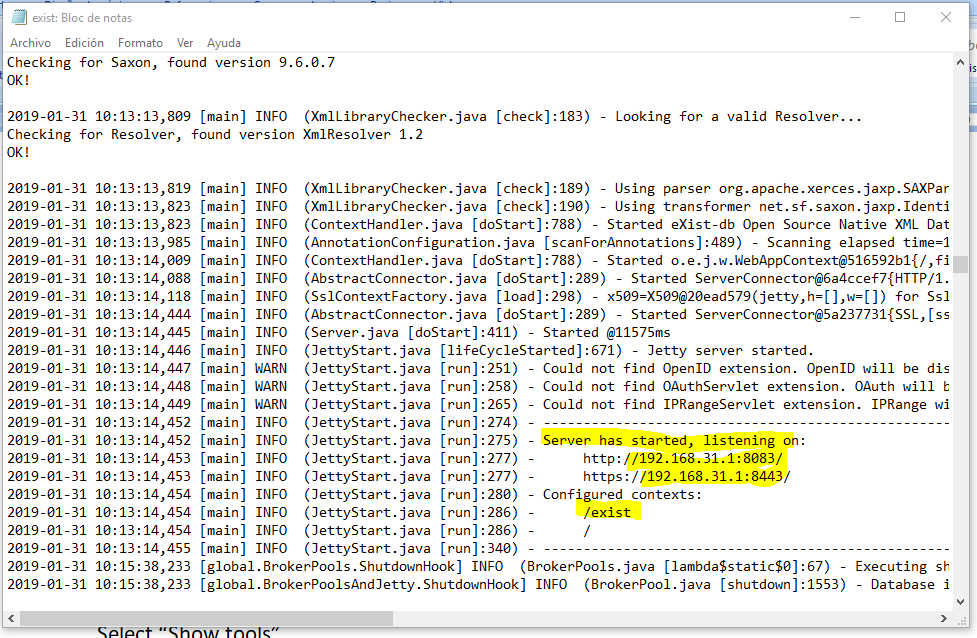 exist: Bloc de notas
Archivo Edición Formato Ver Ayuda
Checking for Saxon, found version 9.6.0.7
OK!
2019-01-31 10:13:13,809 [main] INFO (XmlLibraryChecker.java [check]:183) - Looking for a valid Resolver...
Checking for Resolver, found version XmlResolver 1.2
OK!
2019-01-31 10:13:13,819 [main] INFO (XmlLibraryChecker.java [check]:189) - Using parser org.apache.xerces.jaxp.SAXPar
2019-01-31 10:13:13,823 [main] INFO (XmlLibraryChecker.java [check]:190) - Using transformer net.sf.saxon.jaxp.Identi
2019-01-31 10:13:13,823 [main] INFO (ContextHandler.java [doStart]:788) - Started eXist-db Open Source Native XML Dat
2019-01-31 10:13:13,985 [main] INFO (AnnotationConfiguration.java [scanForAnnotations]:489) - Scanning elapsed time=1
2019-01-31 10:13:14,009 [main] INFO (ContextHandler.java [doStart]:788) - Started o.e.j.w.WebAppContext@516592b1{/,fi
2019-01-31 10:13:14,088 [main] INFO (AbstractConnector.java [doStart]:289) - Started ServerConnector@6a4ccef7{HTTP/1.
2019-01-31 10:13:14,118 [main] INFO (SslContextFactory.java [load]:298) - x509=X509@20ead579(jetty,h=[],w=[]) for Ssl
2019-01-31 10:13:14,444 [main] INFO (AbstractConnector.java [doStart]:289) - Started ServerConnector@5a237731{SSL,[ss
2019-01-31 10:13:14,445 [main] INFO (Server.java [doStart]:411) - Started @11575ms
2019-01-31 10:13:14,446 [main] INFO (JettyStart.java [lifeCycleStarted]:671) - Jetty server started.
2019-01-31 10:13:14,447 [main] WARN (JettyStart.java [run]:251) - Could not find OpenID extension. OpenID will be dis
2019-01-31 10:13:14,448 [main] WARN (JettyStart.java [run]:258) - Could not find OAuthServlet extension. OAuth will b
2019-01-31 10:13:14,449 [main] WARN (JettyStart.java [run]:265) - Could not find IPRangeServlet extension. IPRange wi
2019-01-31 10:13:14,452 [main] INFO (JettyStart.java [run]:274) - ---------------------------------------------------
2019-01-31 10:13:14,452 [main] INFO (JettyStart.java [run]:275) - Server has started, listening on:
2019-01-31 10:13:14,453 [main] INFO (JettyStart.java [run]:277) - http://192.168.31.1:8083/
2019-01-31 10:13:14,453 [main] INFO (JettyStart.java [run]:277) - https://192.168.31.1:8443/
2019-01-31 10:13:14,454 [main] INFO (JettyStart.java [run]:280) - Configured contexts:
2019-01-31 10:13:14,454 [main] INFO (JettyStart.java [run]:286) - /exist
2019-01-31 10:13:14,454 [main] INFO (JettyStart.java [run]:286) - /
2019-01-31 10:13:14,455 [main] INFO (JettyStart.java [run]:340) - ---------------------------------------------------
2019-01-31 10:15:38,233 [global.BrokerPools.ShutdownHook] INFO (BrokerPools.java [lambda$static$0]:67) - Executing sh
2019-01-31 10:15:38,233 [global.BrokerPoolsAndJetty.ShutdownHook] INFO (BrokerPool.java [shutdown]:1553) - Database i
Select “Show tools”